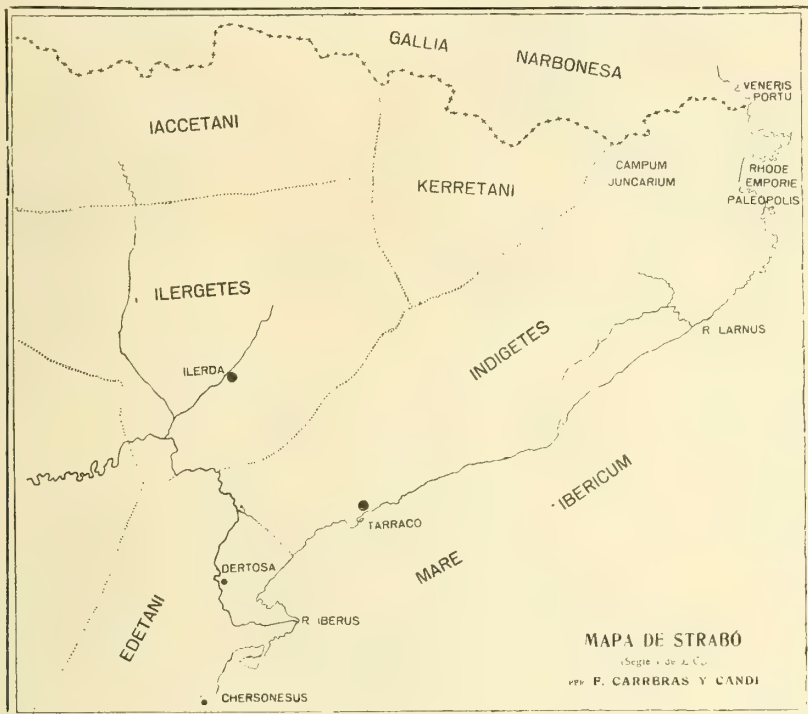 GALLIA NARBONESA
VENERIS
PORTU
IACCETANI
KERRETANI
CAMPUM
JUNCARIUM
RHODE
EMPORIE
PALEOPOLIS
ILERGETES
ILERDA
INDIGETES
R LARNUS
TARRACO
MARE IBERICUM
DERTOSA
EDETANI
R IBERUS
CHERSONESUS
MAPA DE STRABÓ
F. CARRERAS Y CANDI